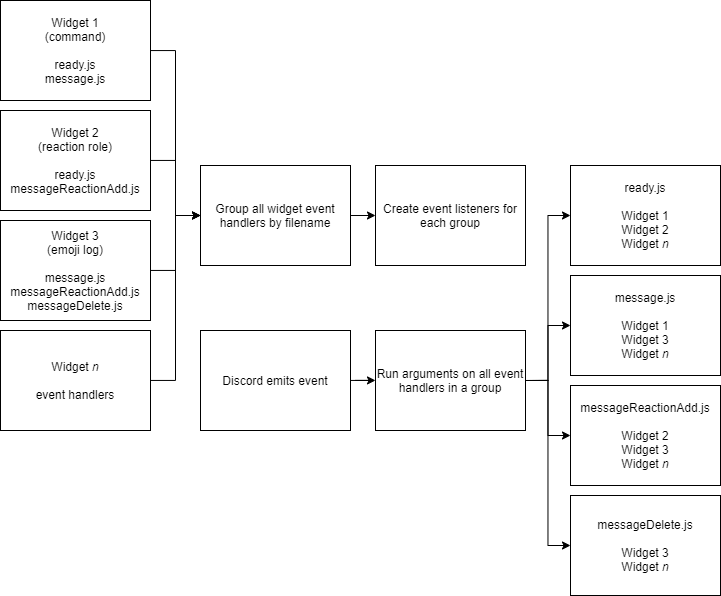 Widget 1
(command)
ready.js
message.js
Widget 2
(reaction role)
ready.js
messageReactionAdd.js
Widget 3
(emoji log)
message.js
messageReactionAdd.js
messageDelete.js
Widget n
event handlers
Group all widget event
handlers by filename
Create event listeners for
each group
Discord emits event
Run arguments on all event
handlers in a group
ready.js
Widget 1
Widget 2
Widget n
message.js
Widget 1
Widget 3
Widget n
messageReactionAdd.js
Widget 2
Widget 3
Widget n
messageDelete.js
Widget 3
Widget n